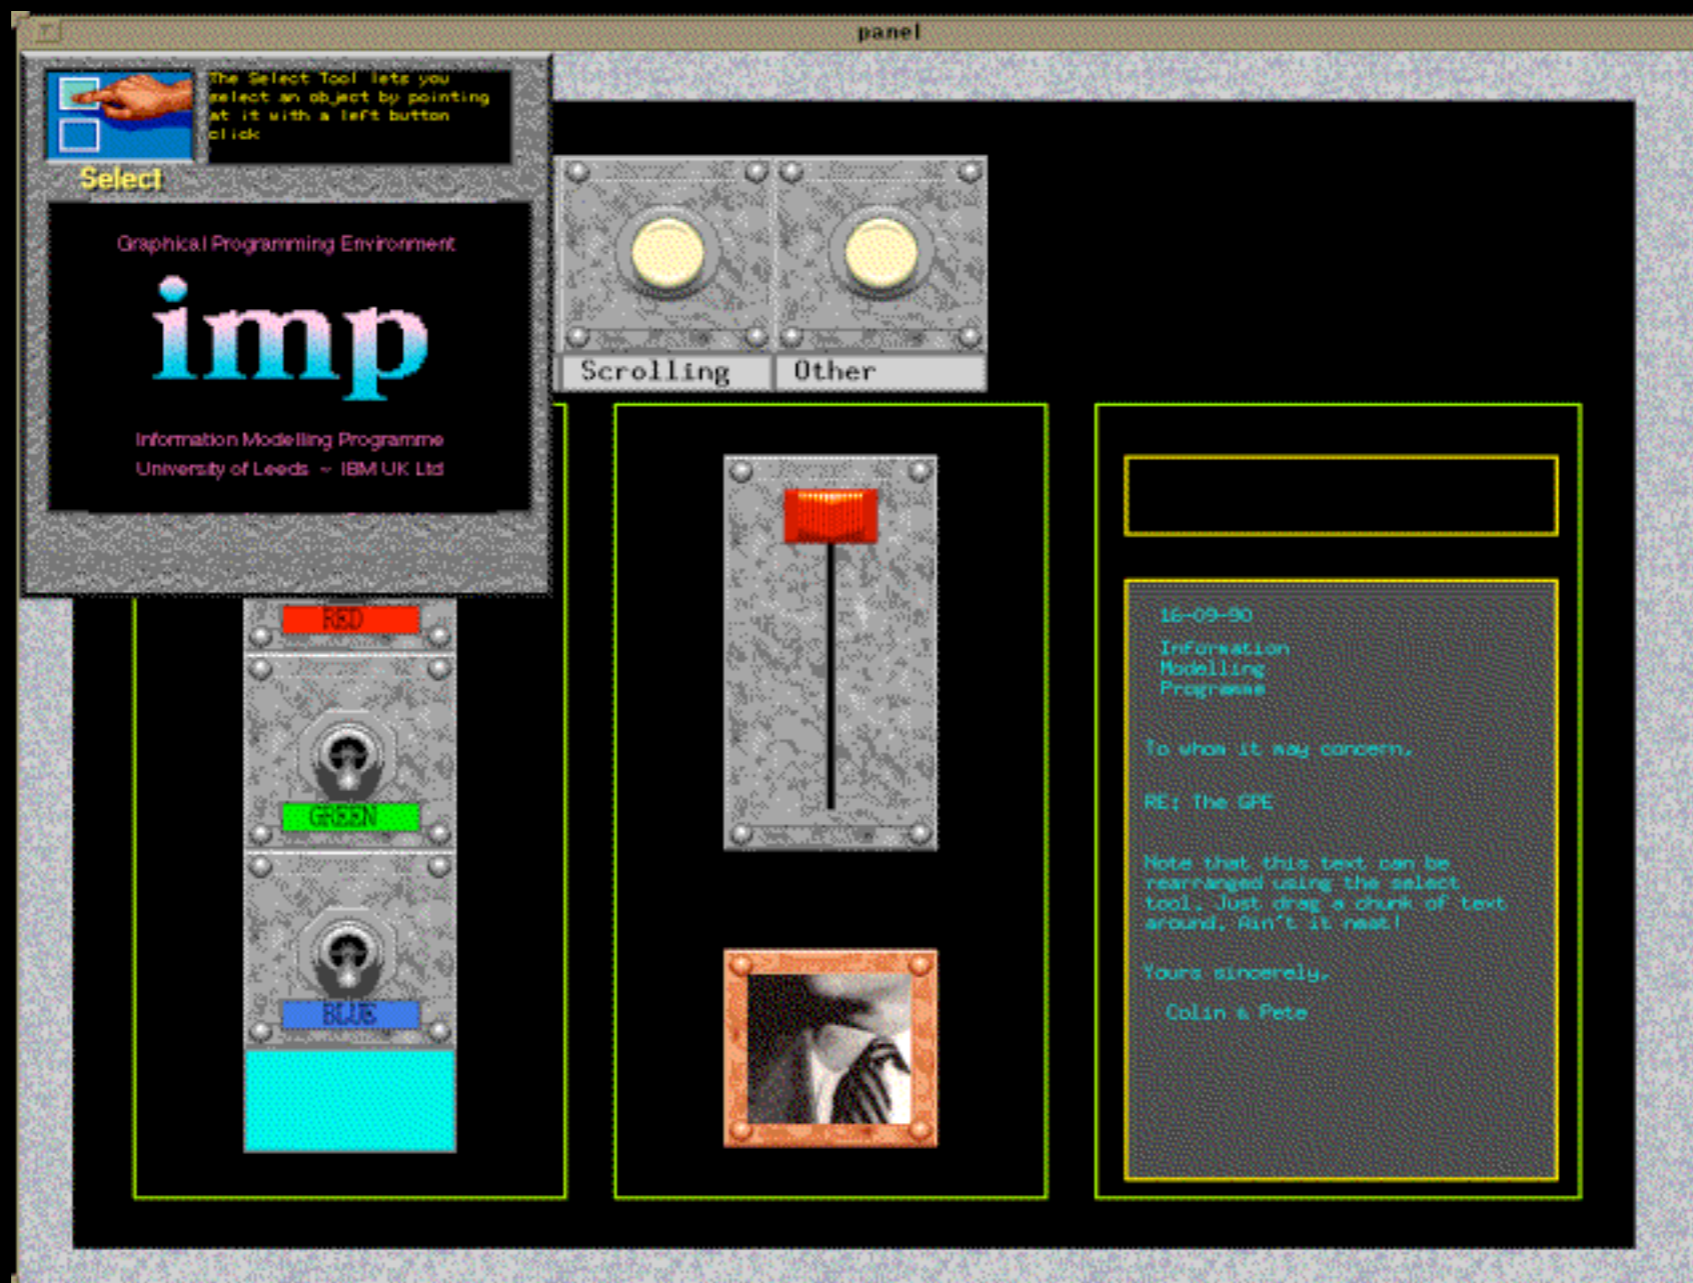 panel
The Select Tool lets you
select an object by pointing
at it with a left button
click
Select
Graphical Programming Environment
imp
Information Modelling Programme
University of Leeds ~ IBM UK Ltd
Scrolling
Other
RED
GREEN
BLUE
16-09-90
Information
Modelling
Programme
To whom it may concern,
RE: The GPE
Note that this text can be
rearranged using the select
tool. Just drag a chunk of text
around. Ain't it neat!
Yours sincerely,
Colin & Pete